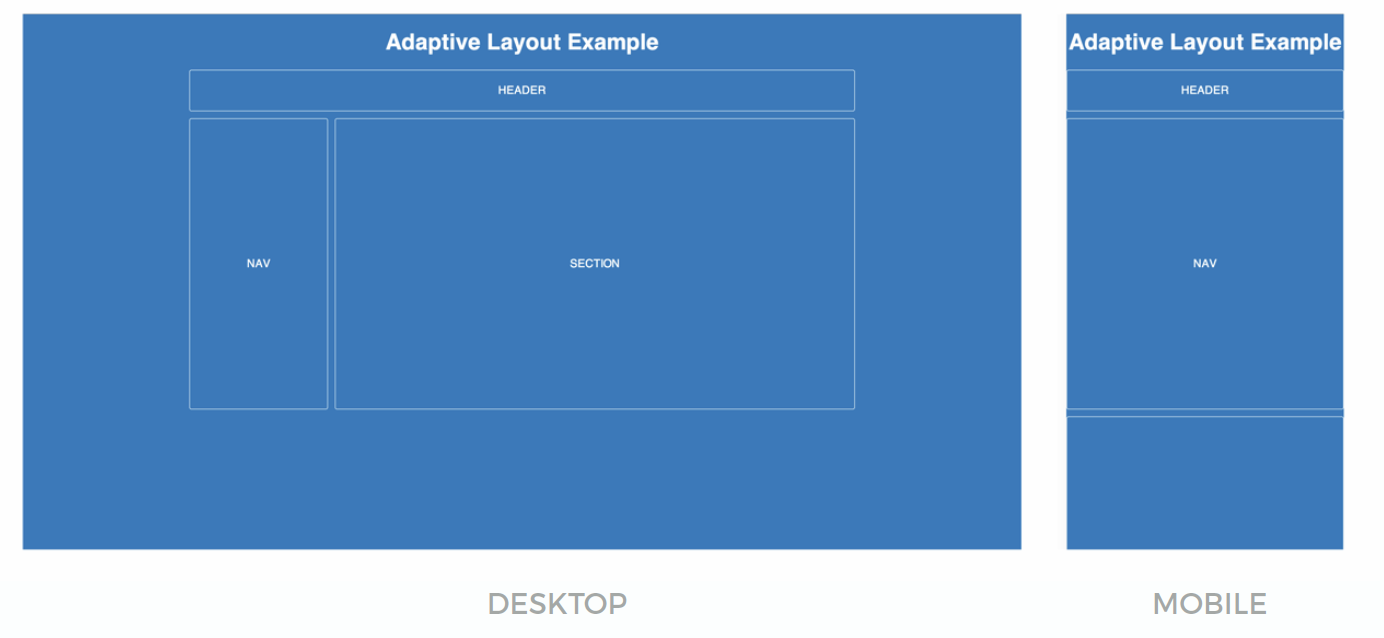 Adaptive Layout Example
HEADER
NAV
SECTION
DESKTOP
Adaptive Layout Example
HEADER
NAV
MOBILE